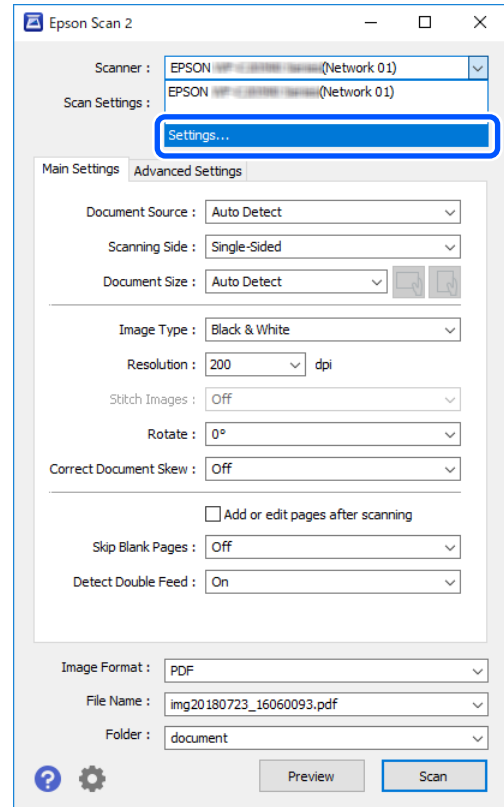 Epson Scan 2
Scanner : EPSON (Network 01)
EPSON (Network 01)
Scan Settings :
Settings...
Main Settings Advanced Settings
Document Source : Auto Detect
Scanning Side : Single-Sided
Document Size : Auto Detect
Image Type : Black & White
Resolution : 200 dpi
Stitch Images : Off
Rotate : 0°
Correct Document Skew : Off
Add or edit pages after scanning
Skip Blank Pages : Off
Detect Double Feed : On
Image Format : PDF
File Name : img20180723_16060093.pdf
Folder : document
? Preview Scan